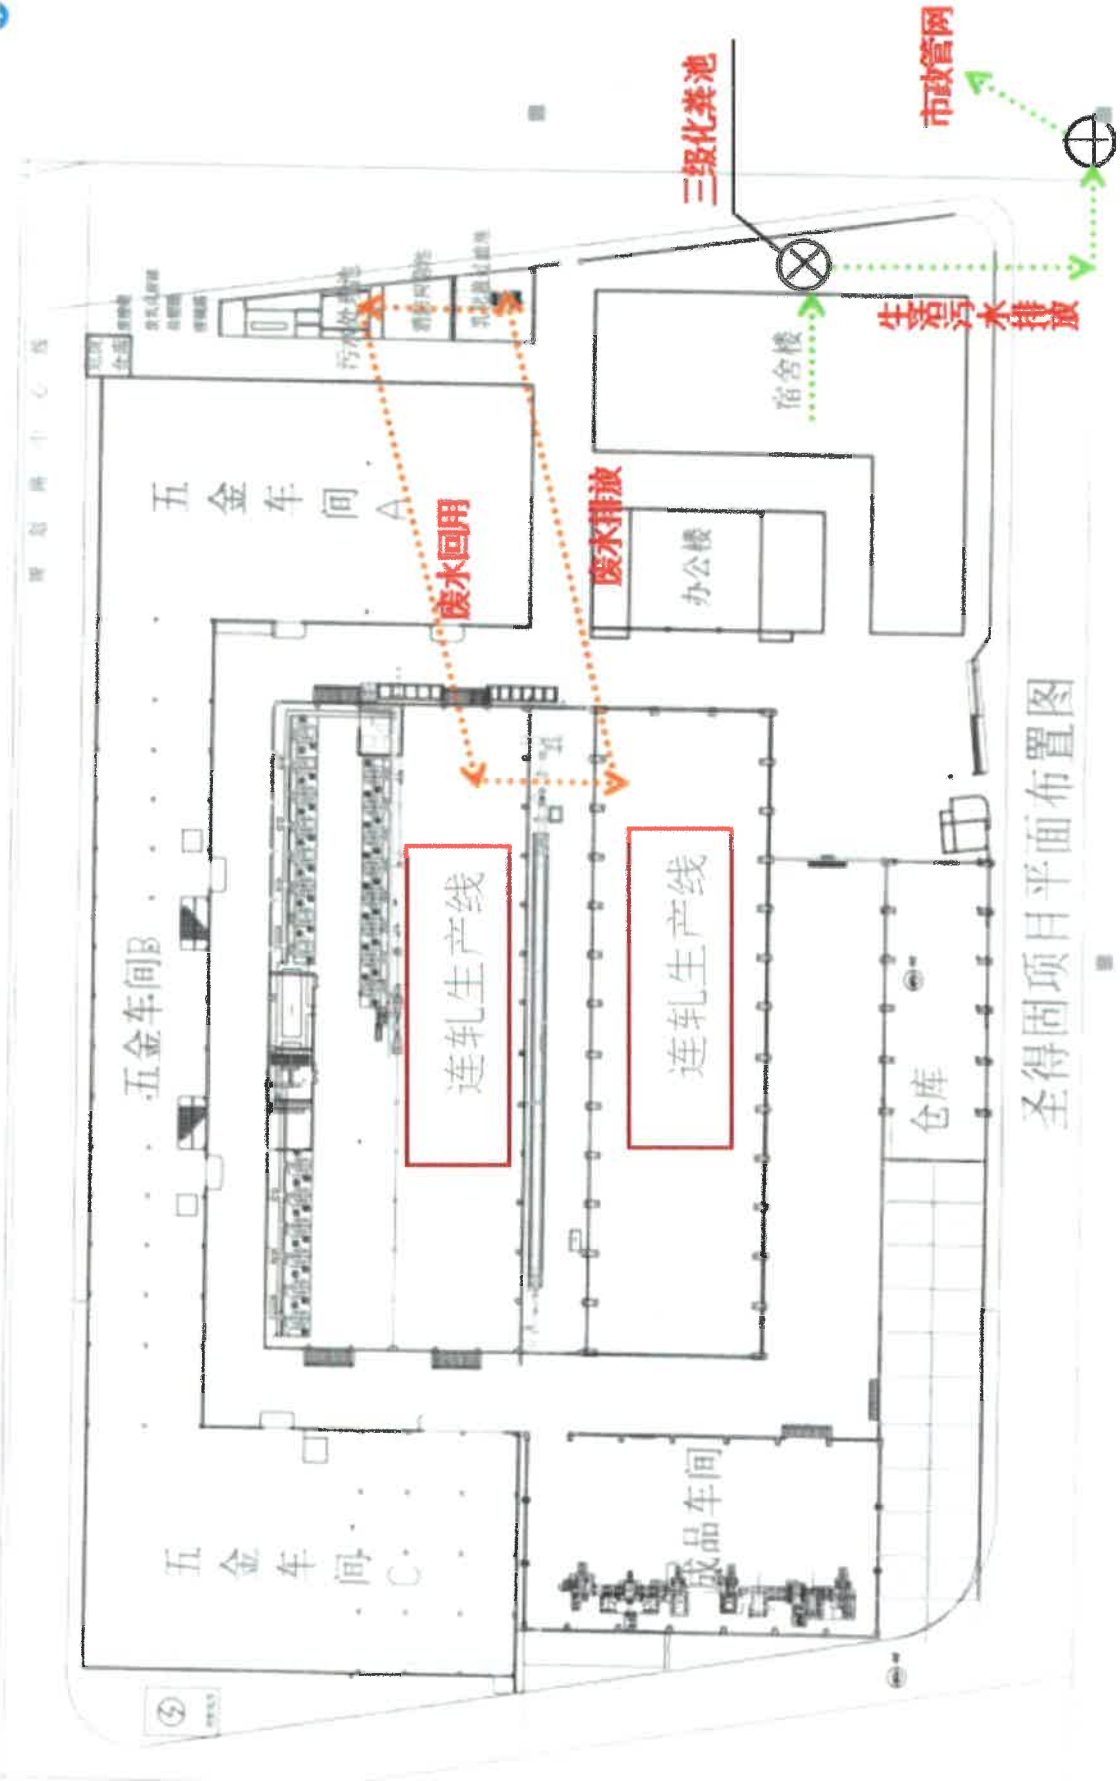 市政管网
三级化粪池
生活污水排放
宿舍楼
废水排放
办公楼
废水回用
五金车间A
五金车间B
连轧生产线
连轧生产线
仓库
成品车间
五金车间C
圣得固项目平面布置图